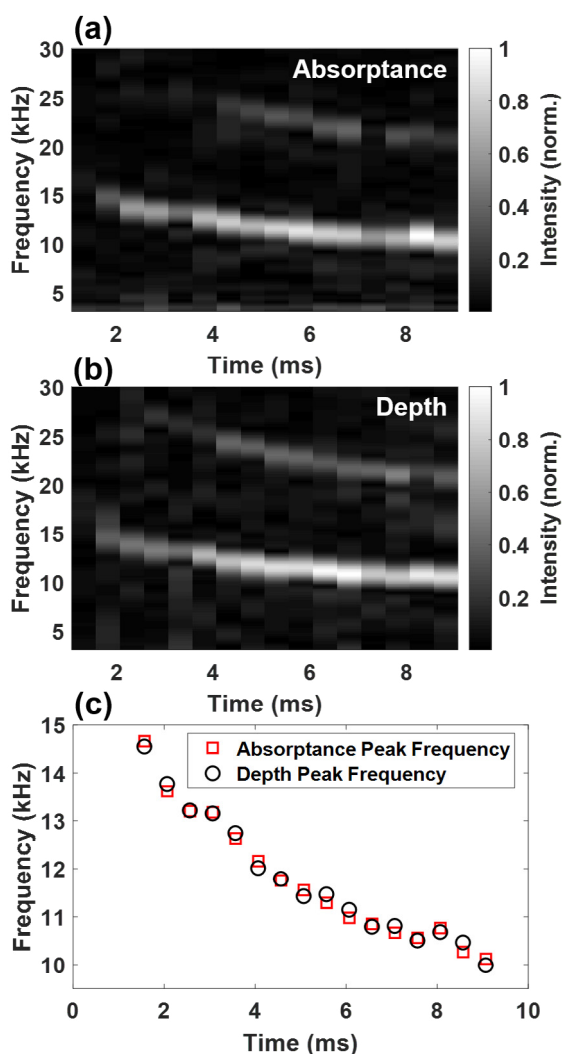 (a)
Absorptance
30
25
20
15
10
5
Frequency (kHz)
2
4
6
8
Time (ms)
1
0.8
0.6
0.4
0.2
Intensity (norm.)
(b)
Depth
30
25
20
15
10
5
Frequency (kHz)
2
4
6
8
Time (ms)
1
0.8
0.6
0.4
0.2
Intensity (norm.)
(c)
15
14
13
12
11
10
Frequency (kHz)
Absorptance Peak Frequency
Depth Peak Frequency
0
2
4
6
8
10
Time (ms)